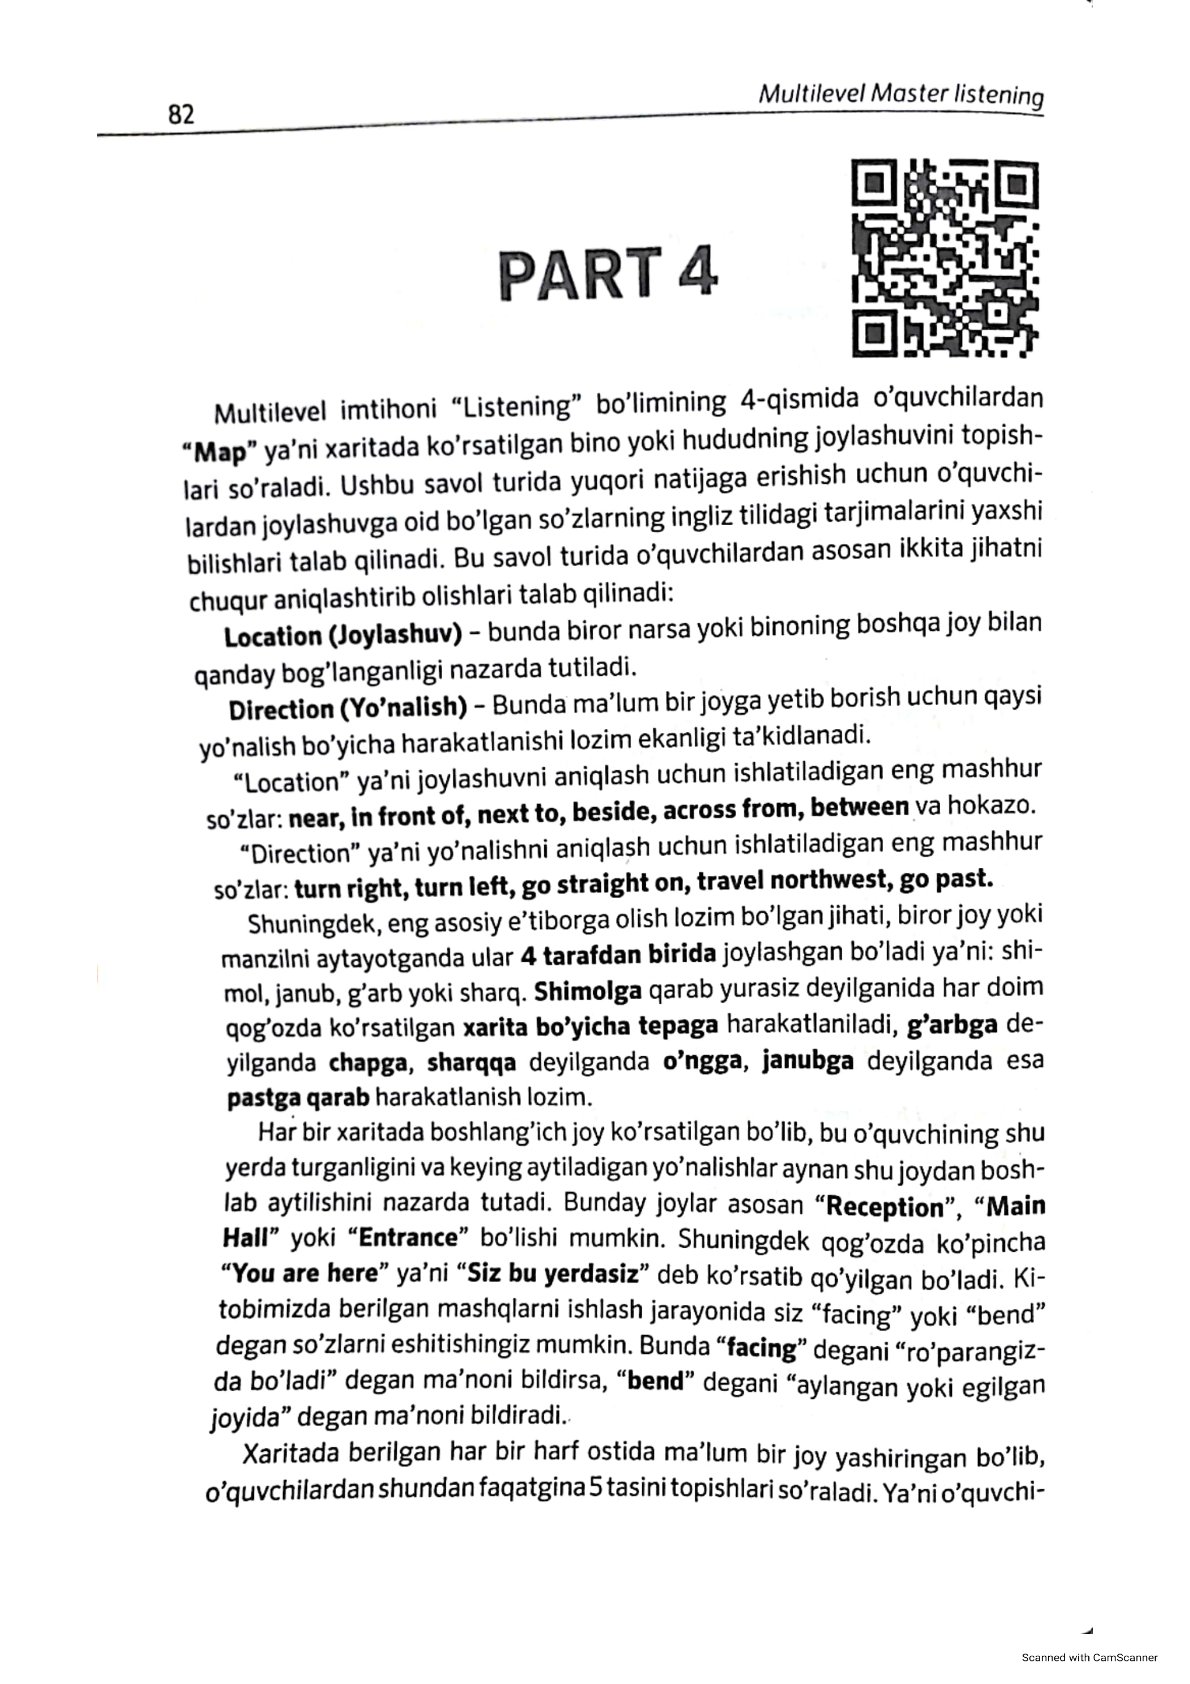 82
Multilevel Master listening
PART 4
Multilevel imtihoni “Listening” bo’limining 4-qismida o’quvchilardan
“Map” ya’ni xaritada ko’rsatilgan bino yoki hududning joylashuvini topish-
lari so’raladi. Ushbu savol turida yuqori natijaga erishish uchun o’quvchi-
lardan joylashuvga oid bo’lgan so’zlarning ingliz tilidagi tarjimalarini yaxshi
bilishlari talab qilinadi. Bu savol turida o’quvchilardan asosan ikkita jihatni
chuqur aniqlashtirib olishlari talab qilinadi:
Location (Joylashuv) – bunda biror narsa yoki binoning boshqa joy bilan
qanday bog’langanligi nazarda tutiladi.
Direction (Yo’nalish) – Bunda ma’lum bir joyga yetib borish uchun qaysi
yo’nalish bo’yicha harakatlanishi lozim ekanligi ta’kidlanadi.
“Location” ya’ni joylashuvni aniqlash uchun ishlatiladigan eng mashhur
so’zlar: near, in front of, next to, beside, across from, between va hokazo.
“Direction” ya’ni yo’nalishni aniqlash uchun ishlatiladigan eng mashhur
so’zlar: turn right, turn left, go straight on, travel northwest, go past.
Shuningdek, eng asosiy e’tiborga olish lozim bo’lgan jihati, biror joy yoki
manzilni aytayotganda ular 4 tarafdan birida joylashgan bo’ladi ya’ni: shi-
mol, janub, g’arb yoki sharq. Shimolga qarab yurasiz deyilganida har doim
qog’ozda ko’rsatilgan xarita bo’yicha tepaga harakatlaniladi, g’arbga de-
yilganda chapga, sharqqa deyilganda o’ngga, janubga deyilganda esa
pastga qarab harakatlanish lozim.
Har bir xaritada boshlang’ich joy ko’rsatilgan bo’lib, bu o’quvchining shu
yerda turganligini va keying aytiladigan yo’nalishlar aynan shu joydan bosh-
lab aytilishini nazarda tutadi. Bunday joylar asosan “Reception”, “Main
Hall” yoki “Entrance” bo’lishi mumkin. Shuningdek qog’ozda ko’pincha
“You are here” ya’ni “Siz bu yerdasiz” deb ko’rsatib qo’yilgan bo’ladi. Ki-
tobimizda berilgan mashqlarni ishlash jarayonida siz “facing” yoki “bend”
degan so’zlarni eshitishingiz mumkin. Bunda “facing” degani “ro’parangiz-
da bo’ladi” degan ma’noni bildirsa, “bend” degani “aylangan yoki egilgan
joyida” degan ma’noni bildiradi.
Xaritada berilgan har bir harf ostida ma’lum bir joy yashiringan bo’lib,
o’quvchilardan shundan faqatgina 5 tasini topishlari so’raladi. Ya’ni o’quvchi-
Scanned with CamScanner